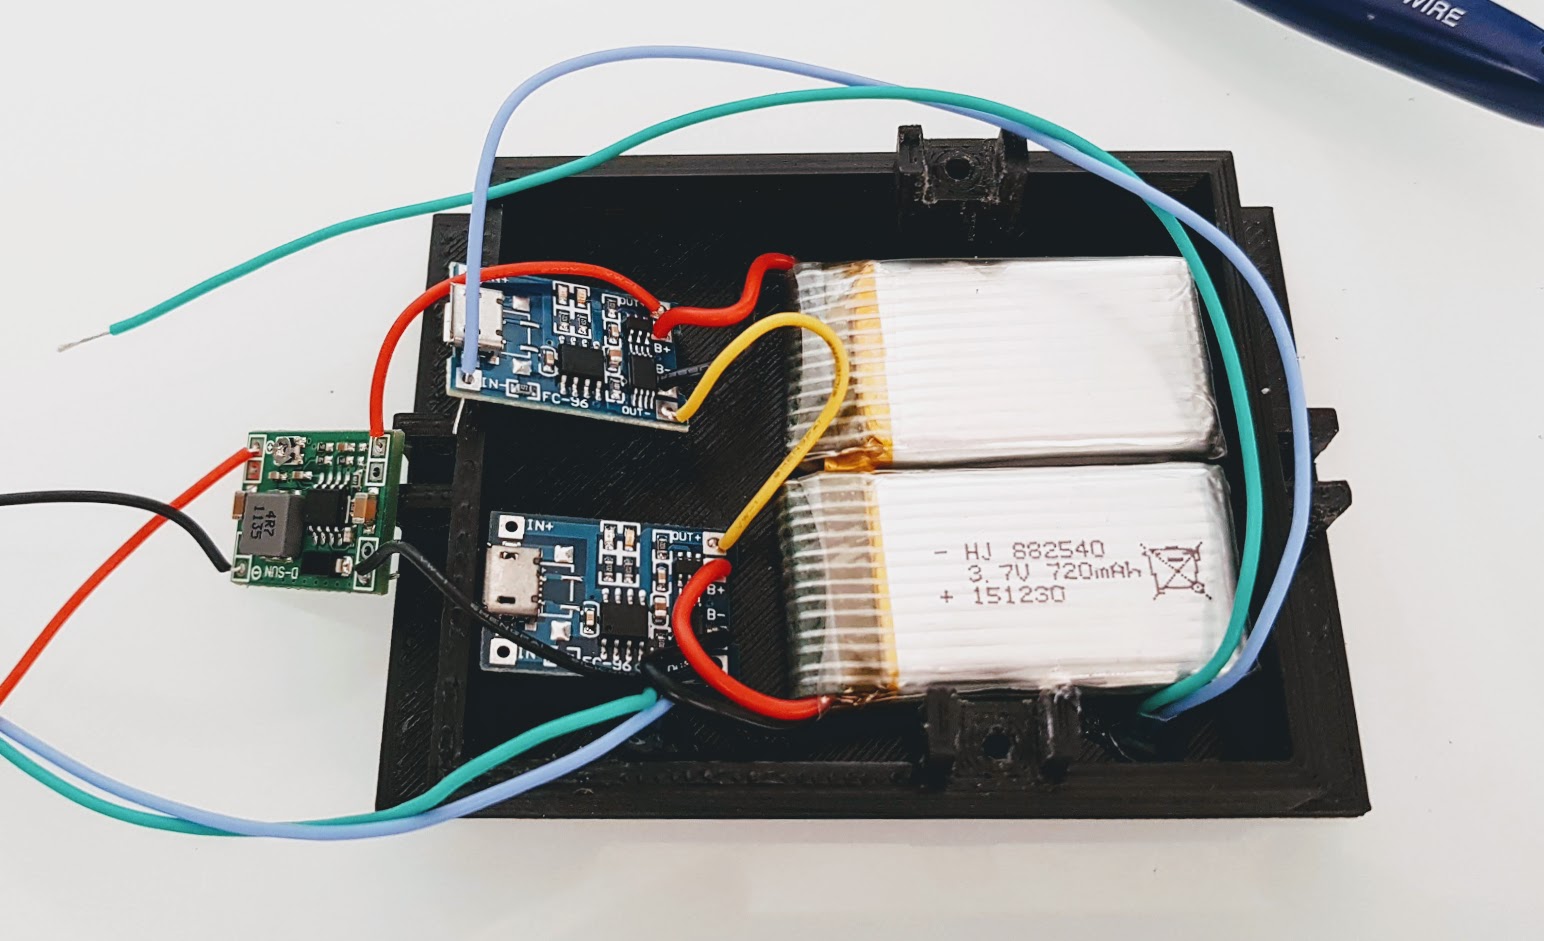 WIRE
IN+
OUT+
B+
B-
IN-
FC-96
OUT-
4R7
1135
D-SUN
IN+
OUT+
B+
B-
IN
FC-96
- HJ 882540
3.7V 720mAh
+ 151230